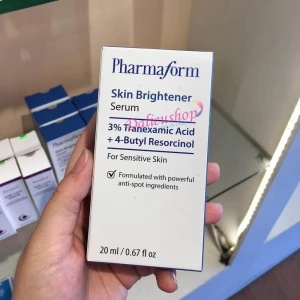 Pharmaform
Skin Brightener
Serum
Dalieushop
3% Tranexamic Acid
+ 4-Butyl Resorcinol
For Sensitive Skin
Formulated with powerful
anti-spot ingredients
20 ml / 0.67 fl oz